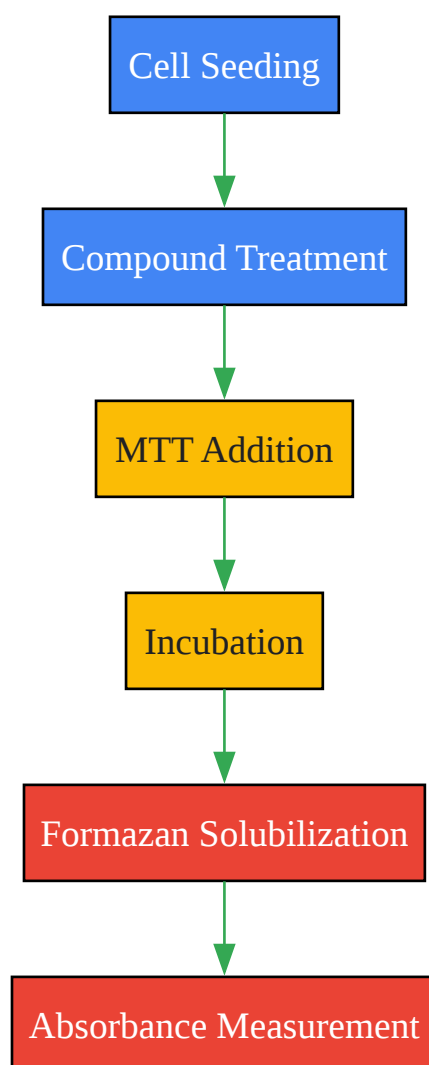 Cell Seeding
Compound Treatment
MTT Addition
Incubation
Formazan Solubilization
Absorbance Measurement